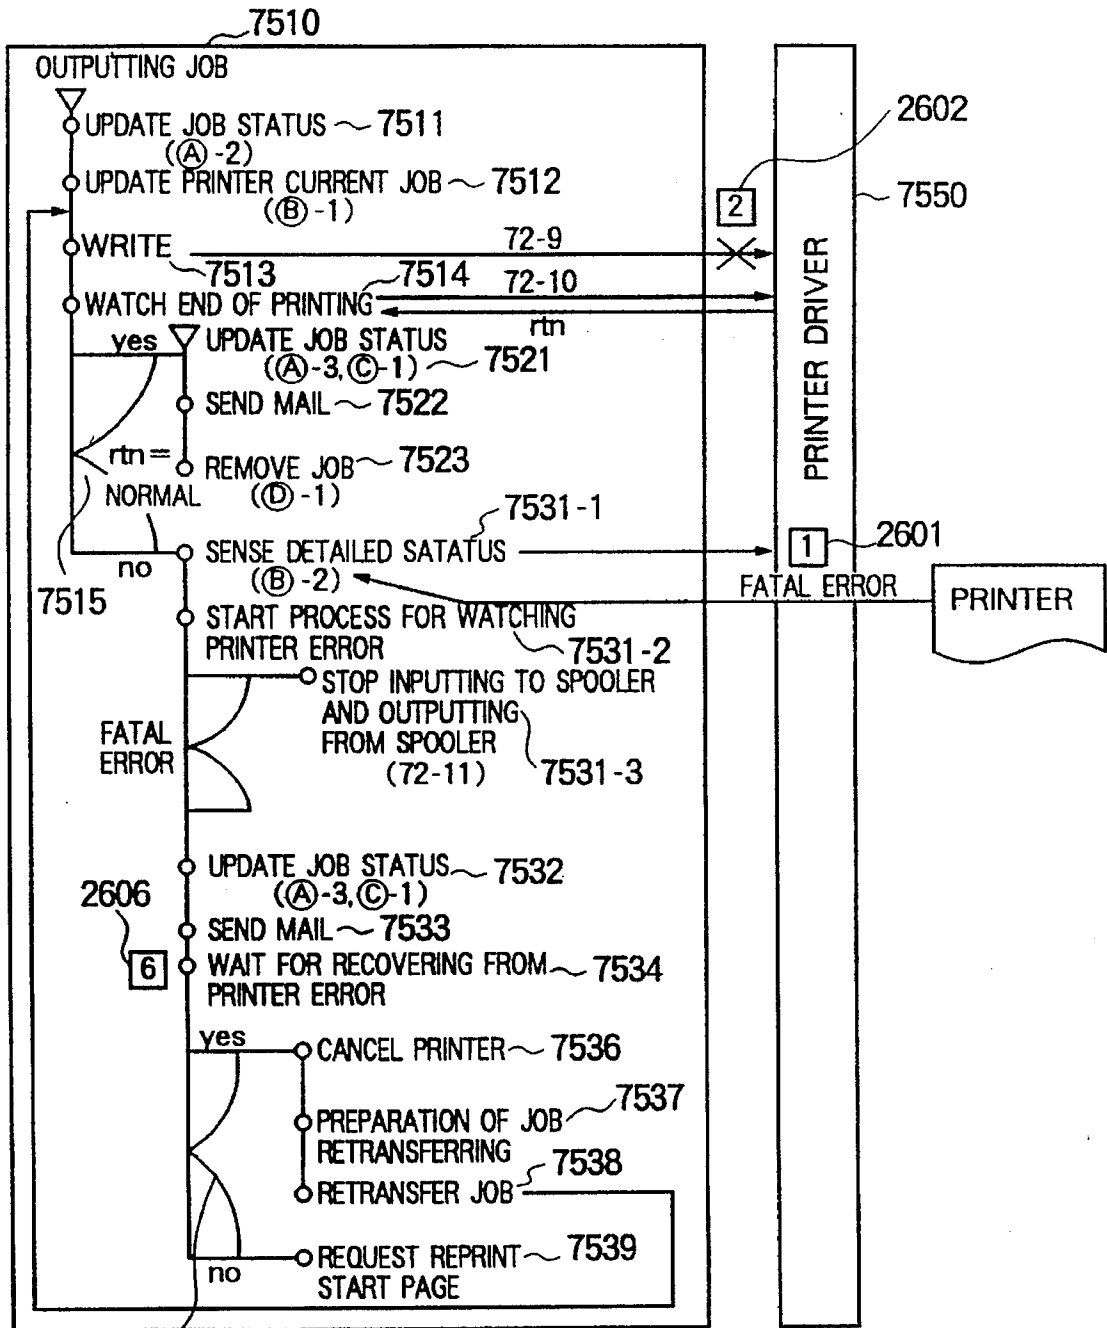 7510
OUTPUTTING JOB
UPDATE JOB STATUS 7511
(Ⓐ-2)
2602
UPDATE PRINTER CURRENT JOB 7512
(Ⓑ-1)
2
7550
WRITE
72-9
7513
7514
WATCH END OF PRINTING
72-10
rtn
PRINTER DRIVER
yes
UPDATE JOB STATUS
(Ⓐ-3, Ⓒ-1) 7521
SEND MAIL 7522
rtn=
NORMAL
REMOVE JOB 7523
(Ⓓ-1)
7531-1
no
SENSE DETAILED SATATUS
(Ⓑ-2)
1
2601
FATAL ERROR
PRINTER
7515
START PROCESS FOR WATCHING
PRINTER ERROR
7531-2
STOP INPUTTING TO SPOOLER
AND OUTPUTTING
FROM SPOOLER
(72-11)
7531-3
FATAL
ERROR
UPDATE JOB STATUS 7532
(Ⓐ-3, Ⓒ-1)
2606
SEND MAIL 7533
6
WAIT FOR RECOVERING FROM
PRINTER ERROR
7534
yes
CANCEL PRINTER 7536
PREPARATION OF JOB
RETRANSFERRING
7537
RETRANSFER JOB 7538
no
REQUEST REPRINT
START PAGE
7539